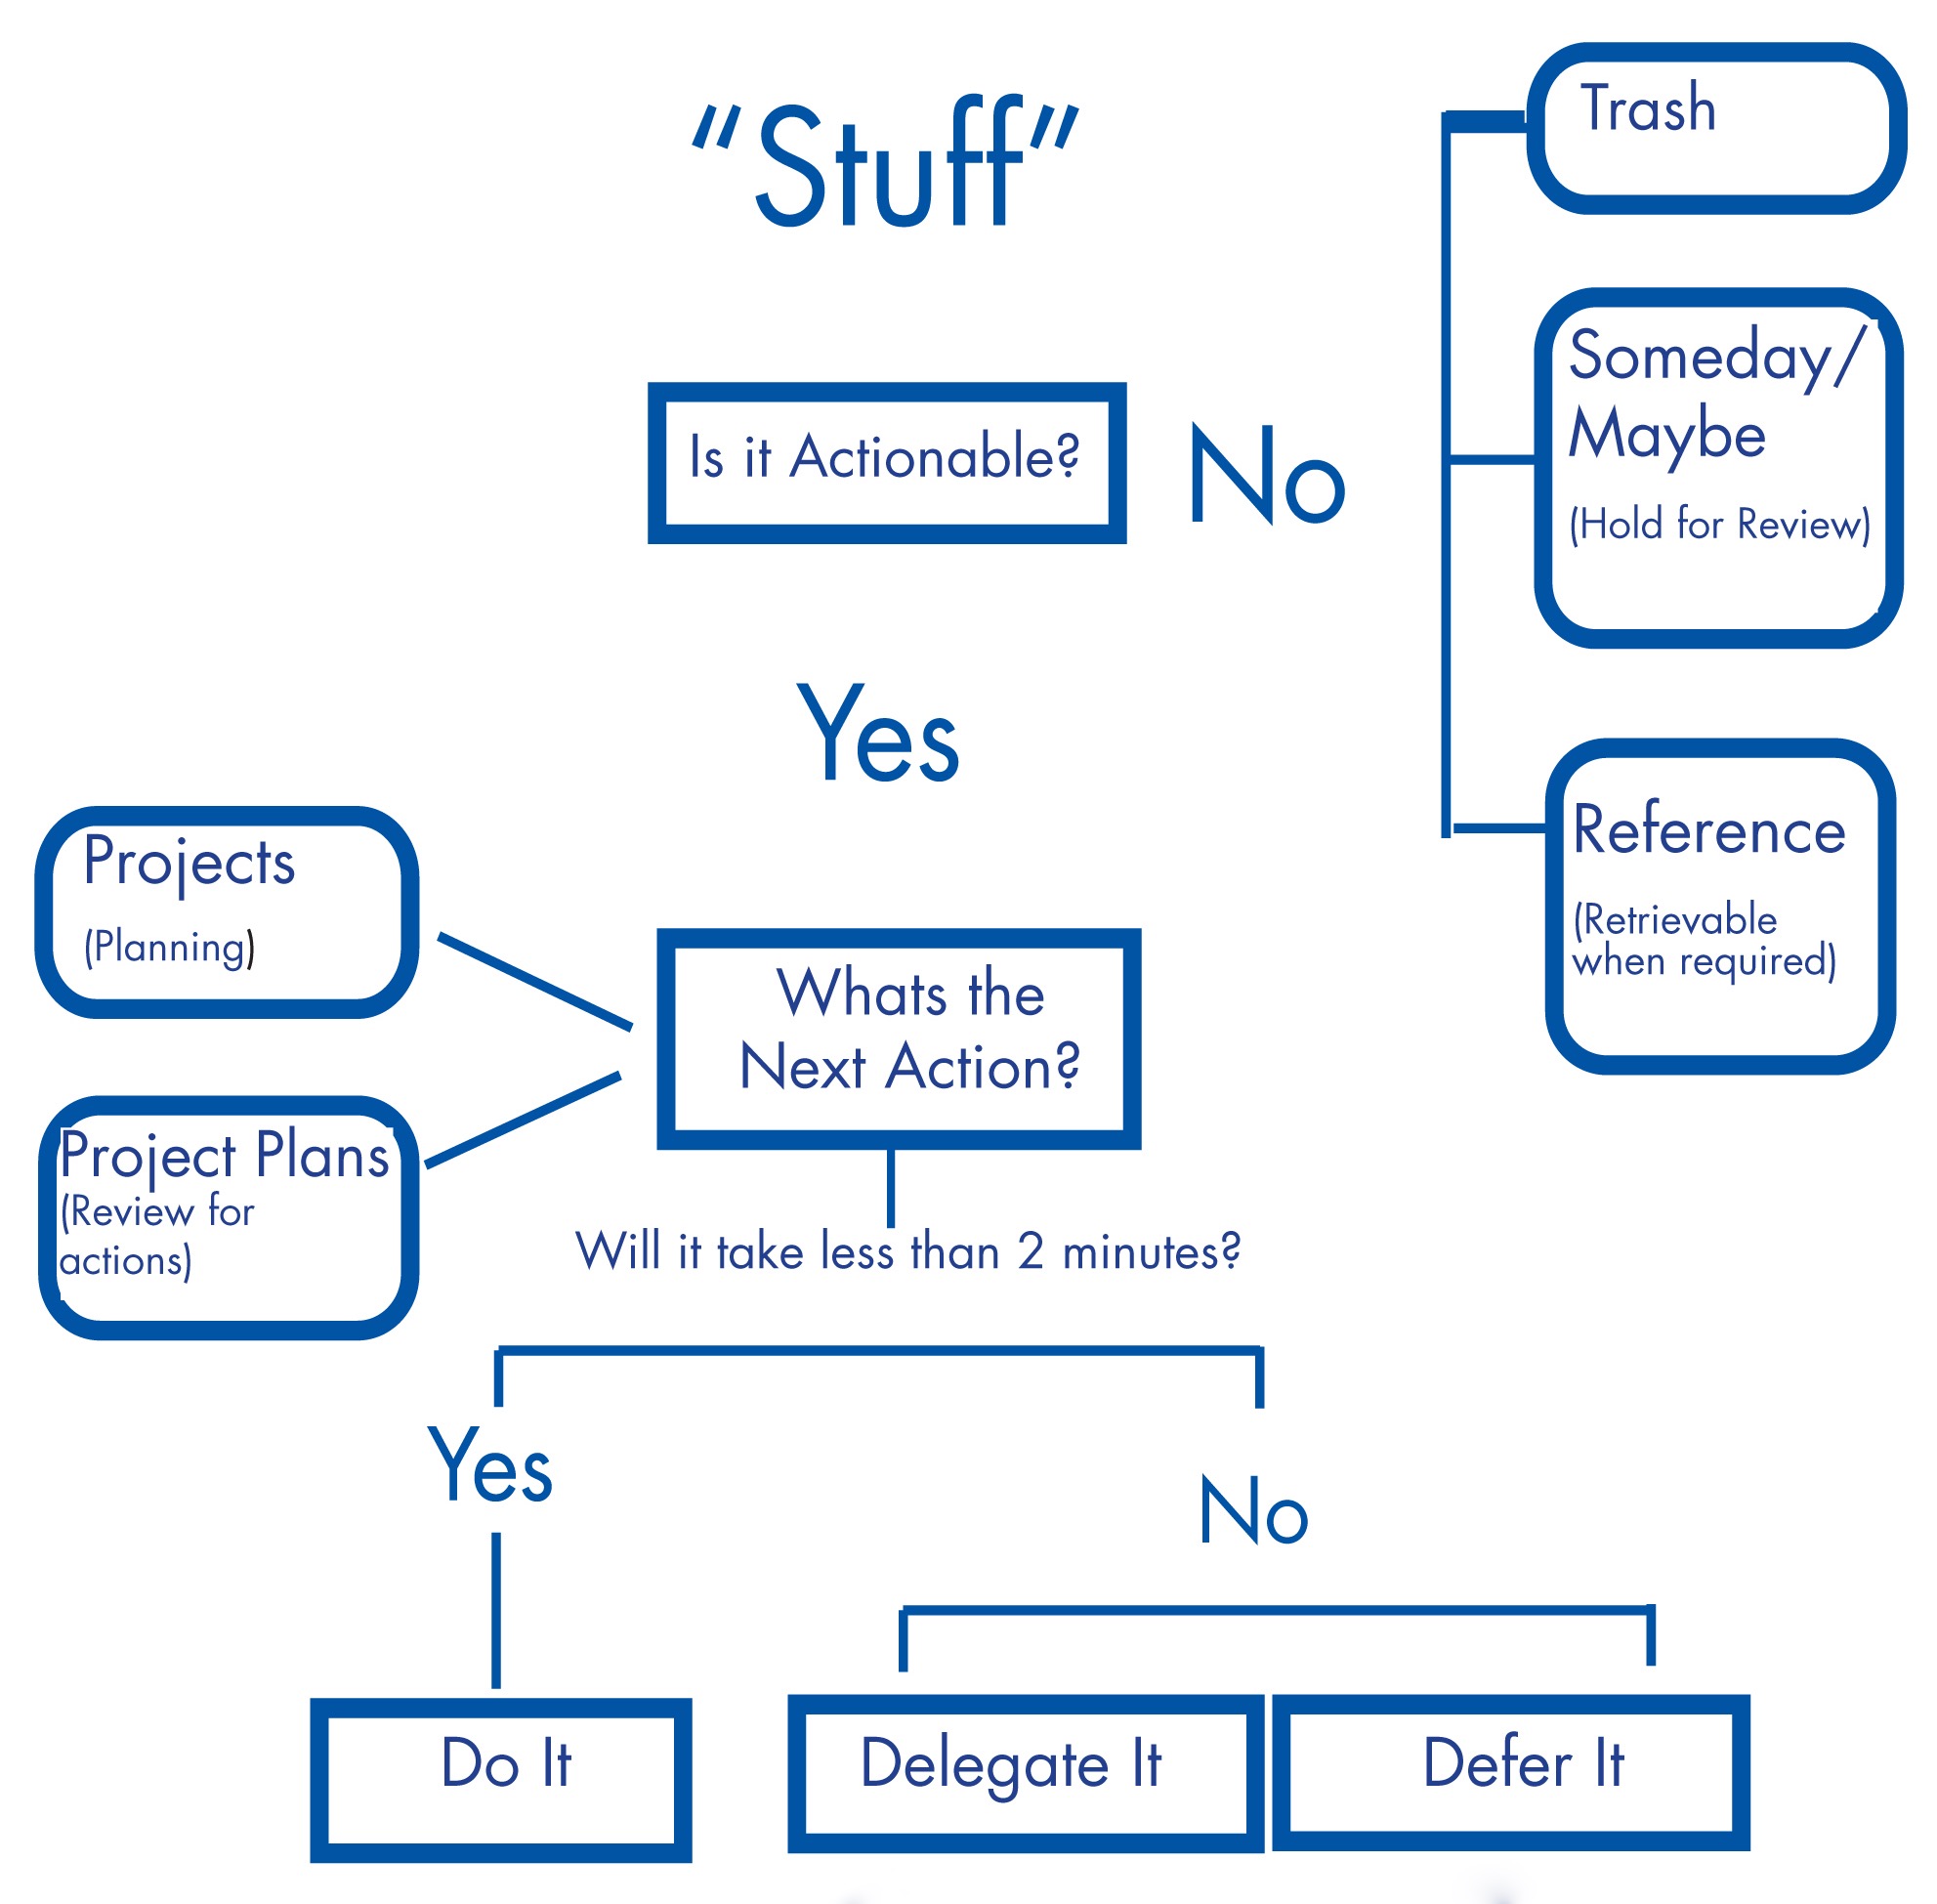 “Stuff”
Trash
Someday/
Maybe
(Hold for Review)
Is it Actionable?
No
Yes
Reference
(Retrievable
when required)
Projects
(Planning)
Whats the
Next Action?
Project Plans
(Review for
actions)
Will it take less than 2 minutes?
Yes
No
Do It
Delegate It
Defer It